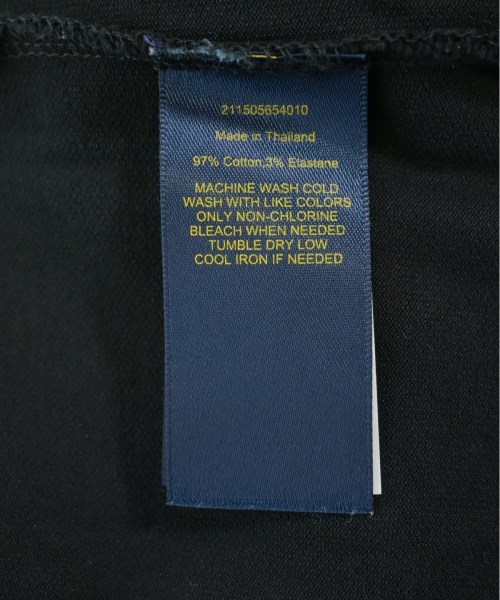 211505654010
Made in Thailand
97% Cotton,3% Elastane
MACHINE WASH COLD
WASH WITH LIKE COLORS
ONLY NON-CHLORINE
BLEACH WHEN NEEDED
TUMBLE DRY LOW
COOL IRON IF NEEDED